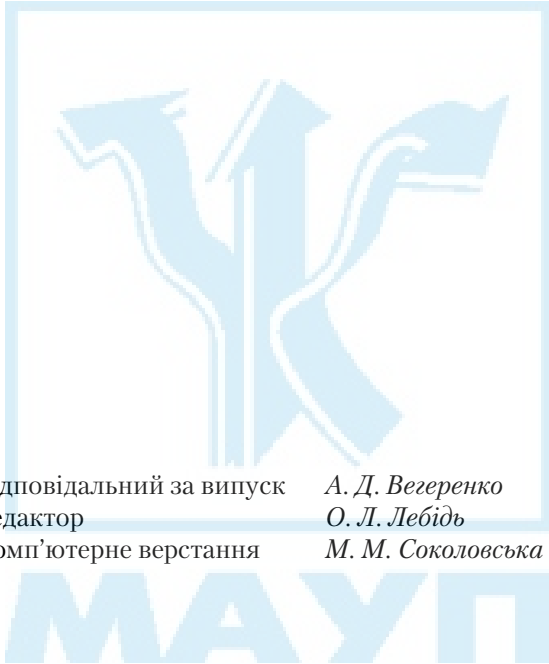 дповідальний за випуск А. Д. Вегеренко
едактор О. Л. Лебідь
омп’ютерне верстання М. М. Соколовська
МАУП